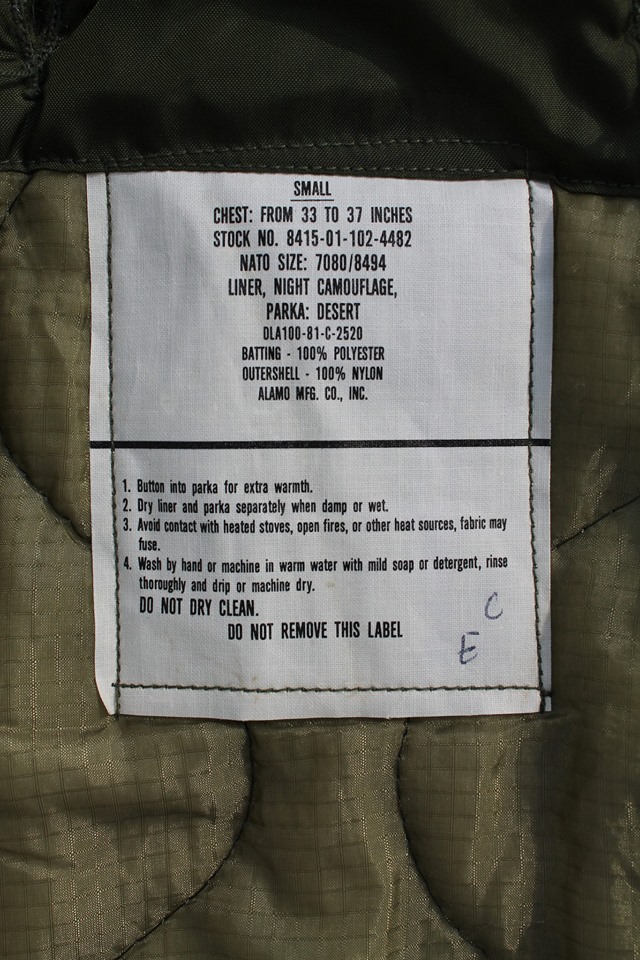 SMALL
CHEST: FROM 33 TO 37 INCHES
STOCK NO. 8415-01-102-4482
NATO SIZE: 7080/8494
LINER, NIGHT CAMOUFLAGE,
PARKA: DESERT
DLA100-81-C-2520
BATTING - 100% POLYESTER
OUTERSHELL - 100% NYLON
ALAMO MFG. CO., INC.
1. Button into parka for extra warmth.
2. Dry liner and parka separately when damp or wet.
3. Avoid contact with heated stoves, open fires, or other heat sources, fabric may
fuse.
4. Wash by hand or machine in warm water with mild soap or detergent, rinse
thoroughly and drip or machine dry.
DO NOT DRY CLEAN.
DO NOT REMOVE THIS LABEL
C
E